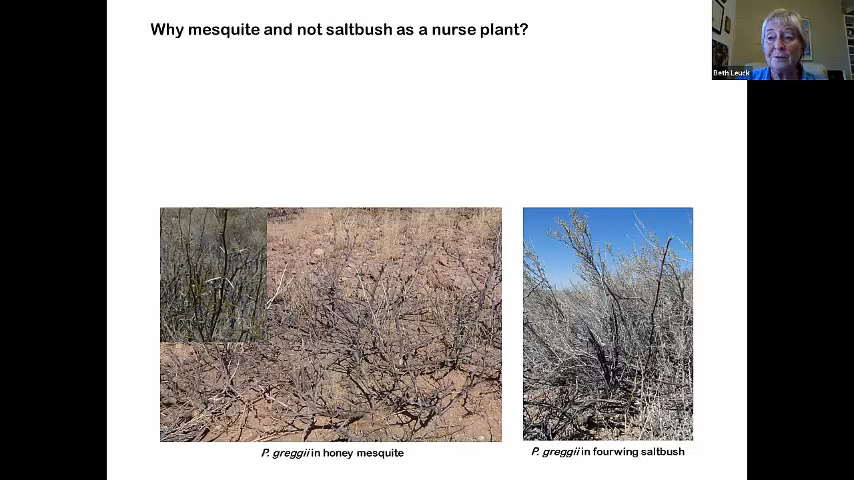 Why mesquite and not saltbush as a nurse plant?
Beth Leuck
P. greggii in honey mesquite
P. greggii in fourwing saltbush